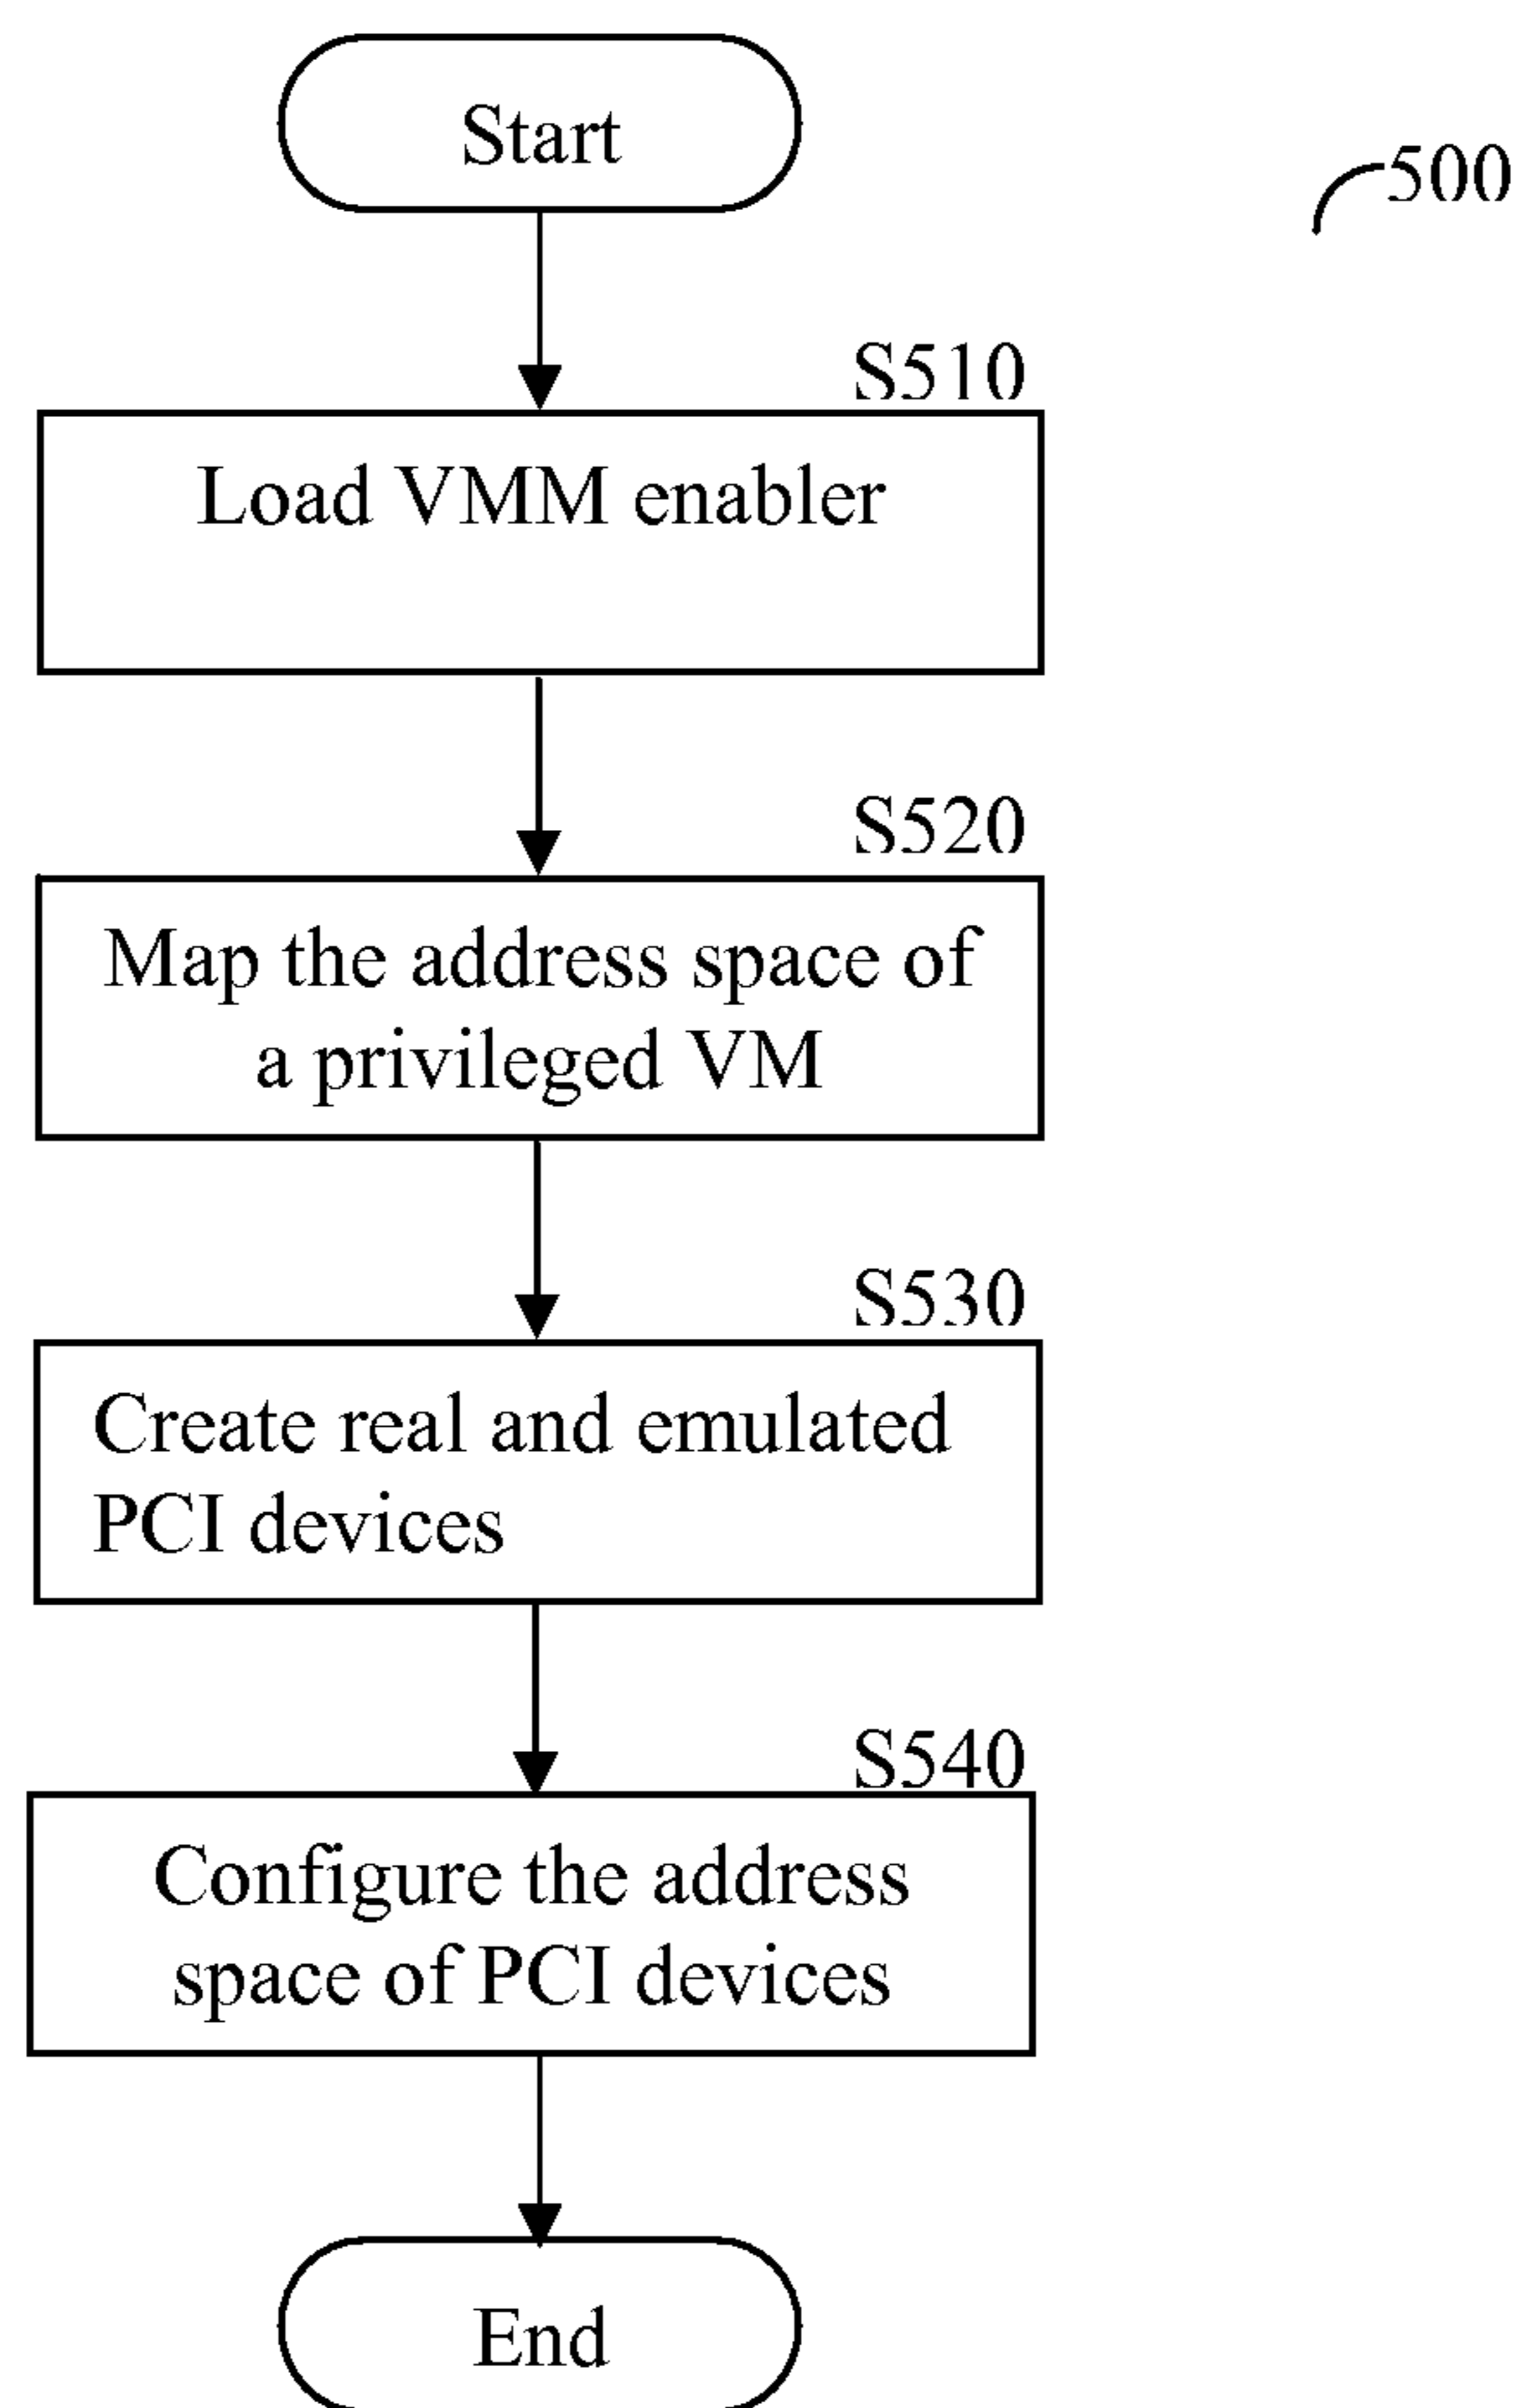 Start
500
S510
Load VMM enabler
S520
Map the address space of
a privileged VM
S530
Create real and emulated
PCI devices
S540
Configure the address
space of PCI devices
End